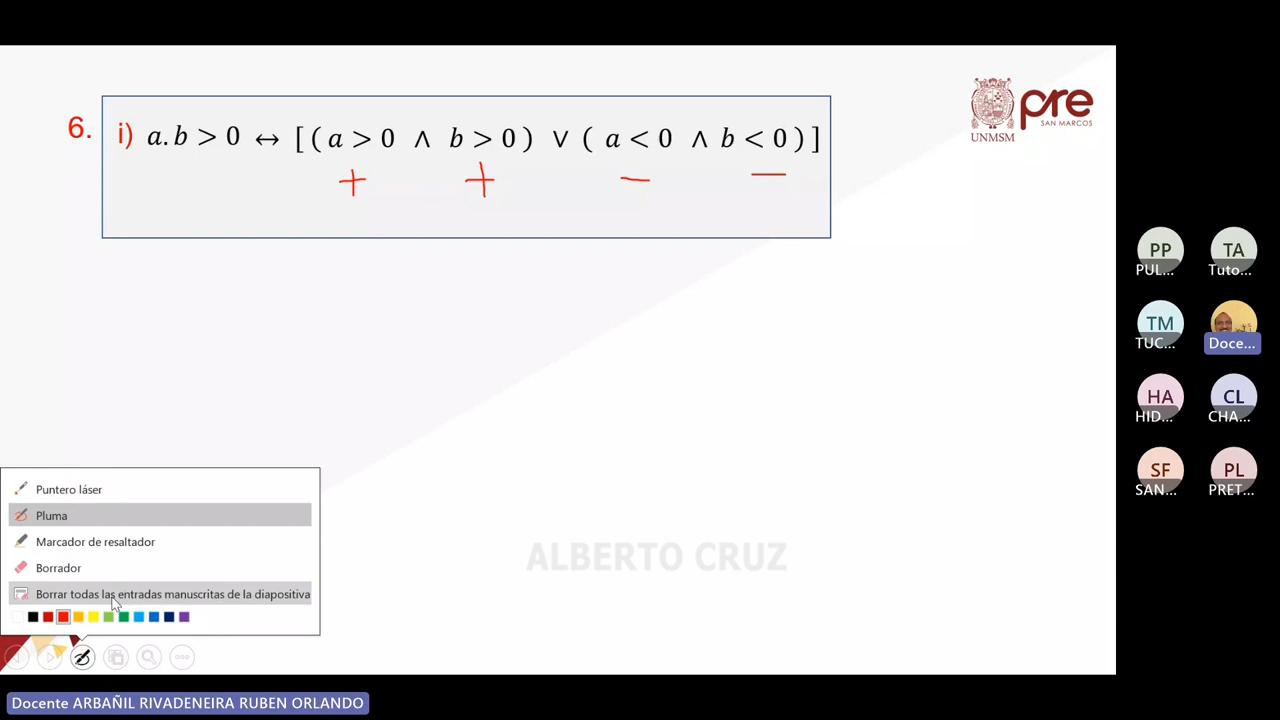 6. i) a.b > 0 ↔ [ ( a > 0 ∧ b > 0 ) ∨ ( a < 0 ∧ b < 0 ) ]
+ + − −
UNMSM
pre
SAN MARCOS
PP
PUL...
TA
Tuto...
TM
TUC...
Doce...
HA
HID...
CL
CHA...
SF
SAN...
PL
PRET...
Puntero láser
Pluma
Marcador de resaltador
Borrador
Borrar todas las entradas manuscritas de la diapositiva
ALBERTO CRUZ
Docente ARBAÑIL RIVADENEIRA RUBEN ORLANDO